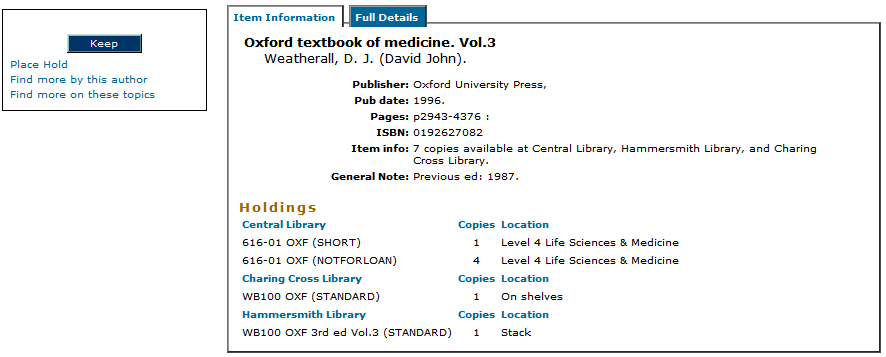 Keep
Place Hold
Find more by this author
Find more on these topics
Item Information Full Details
Oxford textbook of medicine. Vol.3
Weatherall, D. J. (David John).
Publisher: Oxford University Press,
Pub date: 1996.
Pages: p2943-4376 :
ISBN: 0192627082
Item info: 7 copies available at Central Library, Hammersmith Library, and Charing
Cross Library.
General Note: Previous ed: 1987.
Holdings
Central Library Copies Location
616-01 OXF (SHORT) 1 Level 4 Life Sciences & Medicine
616-01 OXF (NOTFORLOAN) 4 Level 4 Life Sciences & Medicine
Charing Cross Library Copies Location
WB100 OXF (STANDARD) 1 On shelves
Hammersmith Library Copies Location
WB100 OXF 3rd ed Vol.3 (STANDARD) 1 Stack